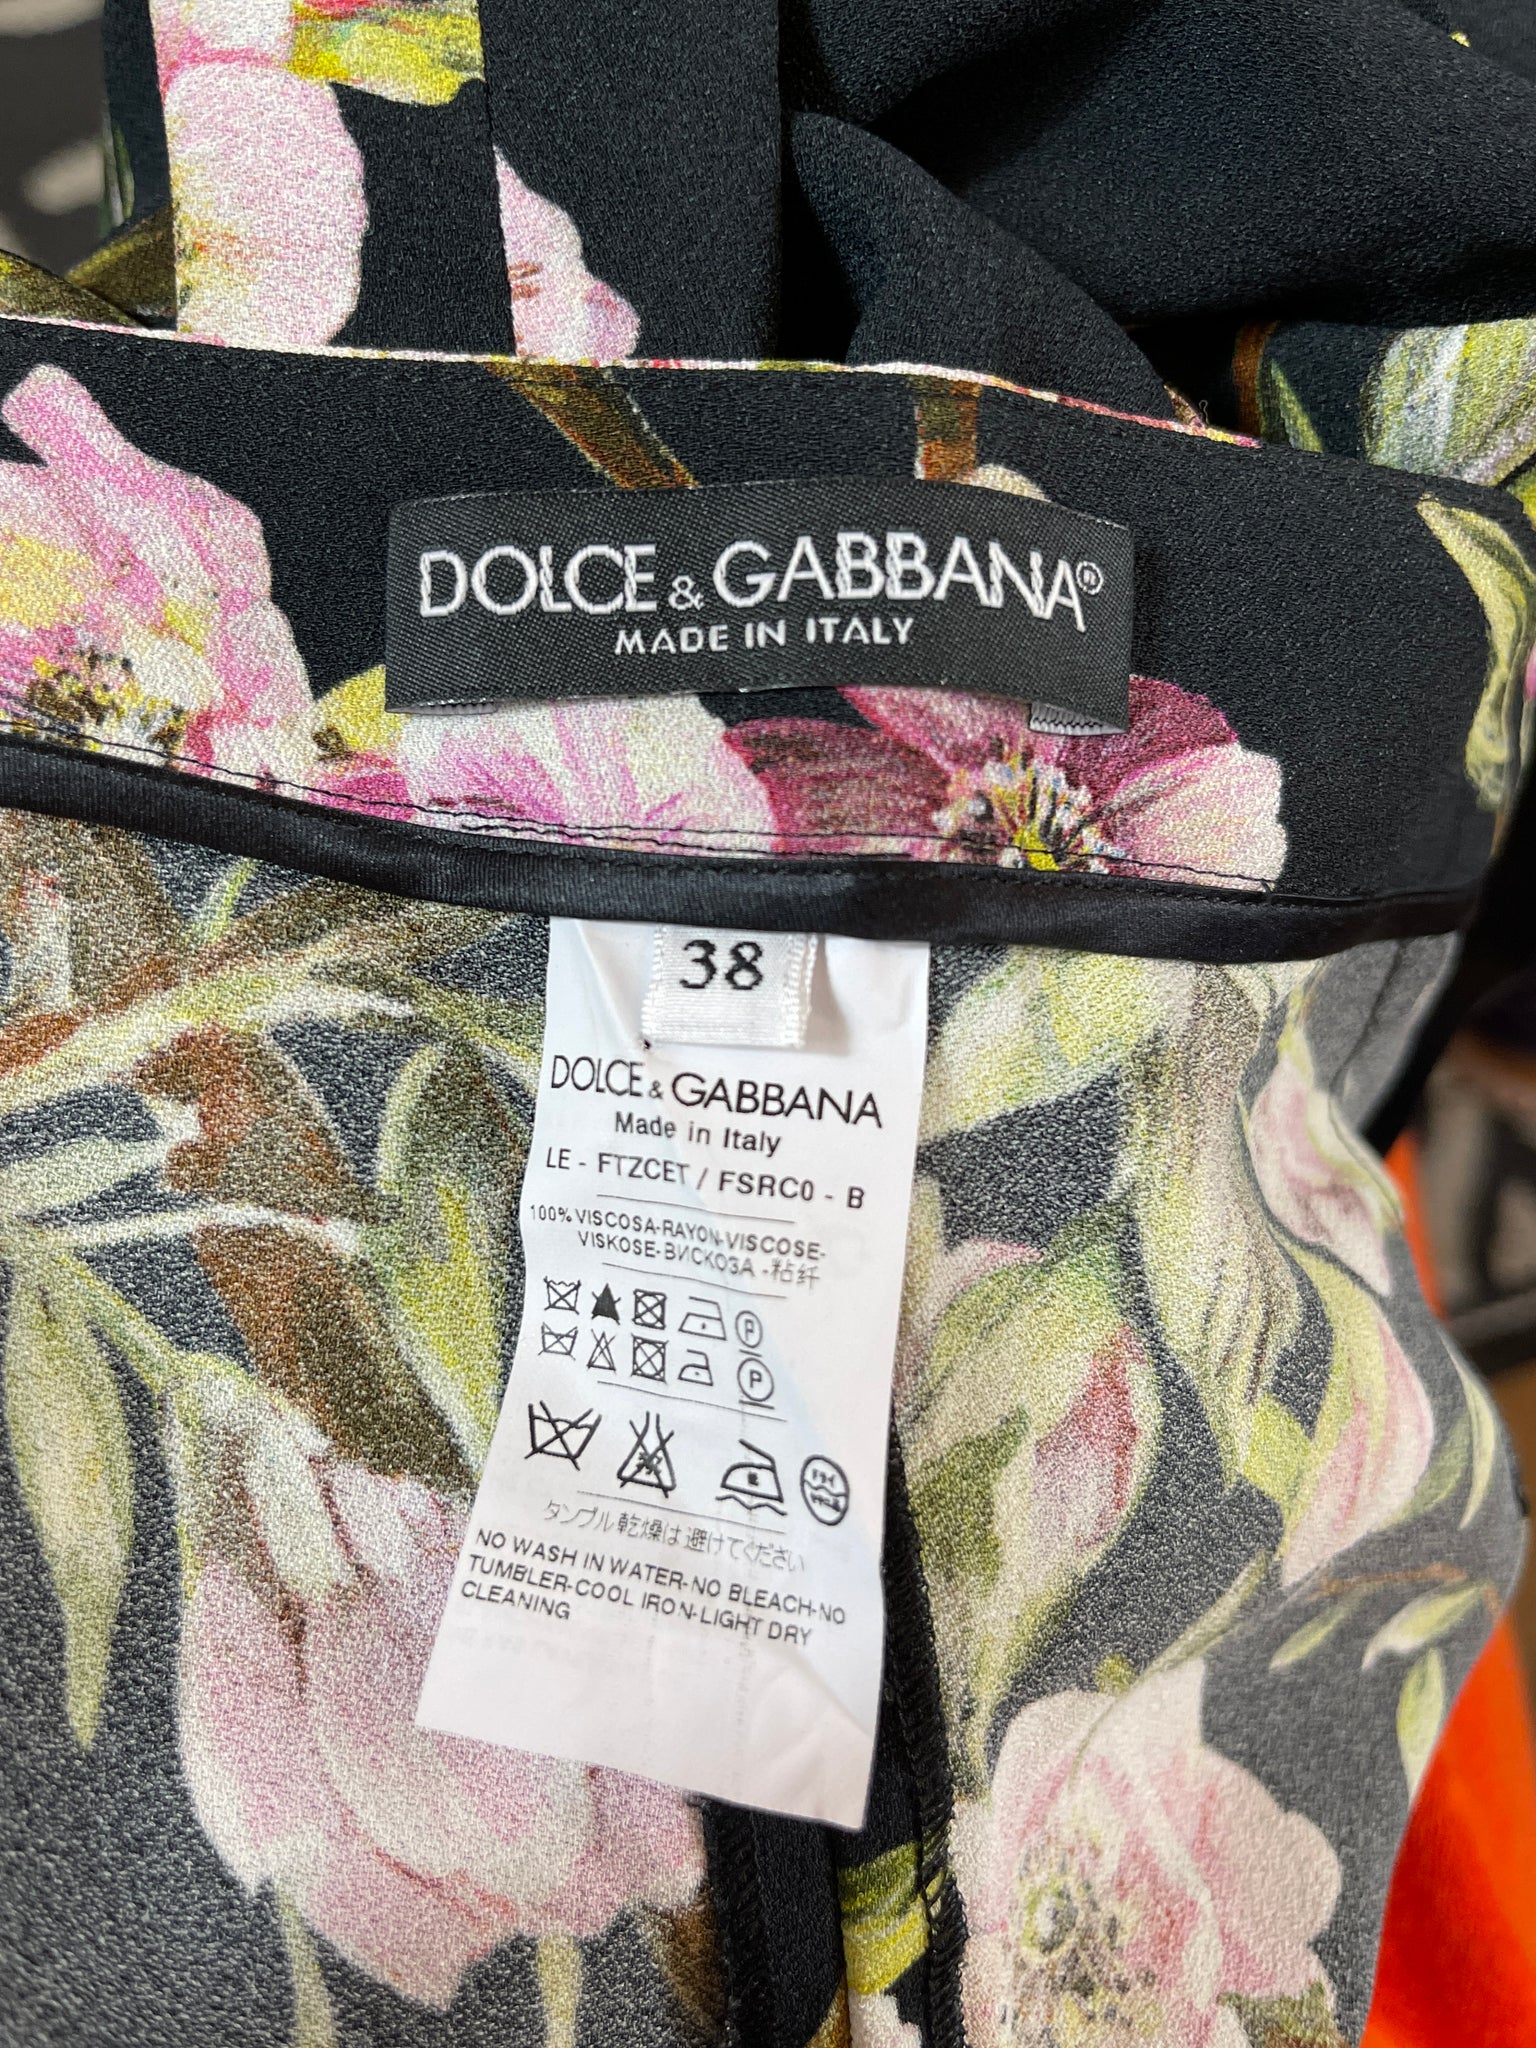 DOLCE & GABBANA®
MADE IN ITALY
38
DOLCE & GABBANA
Made in Italy
LE - FTZCET / FSRC0 - B
100% VISCOSA-RAYON-VISCOSE-
VISKOSE-ВИСКОЗА -粘纤
P
P
タンブル乾燥は避けてください
NO WASH IN WATER-NO BLEACH-NO
TUMBLER-COOL IRON-LIGHT DRY
CLEANING